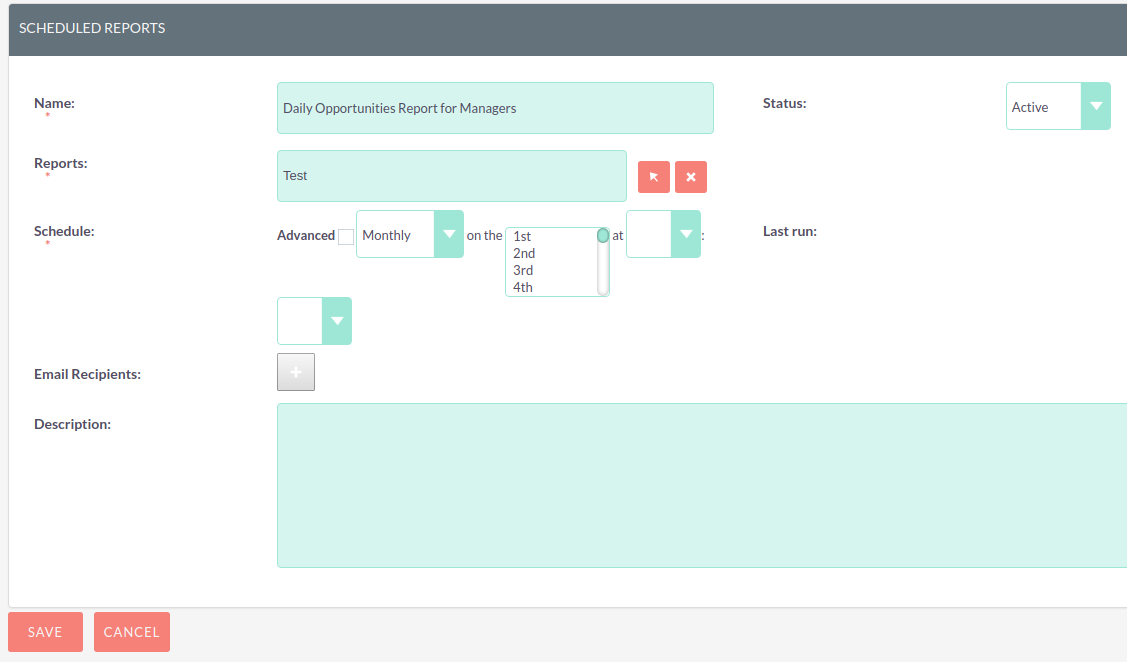 SCHEDULED REPORTS
Name: Daily Opportunities Report for Managers Status: Active
*
Reports: Test
*
Schedule: Advanced Monthly on the 1st at : Last run:
*
2nd
3rd
4th
Email Recipients: +
Description:
SAVE CANCEL